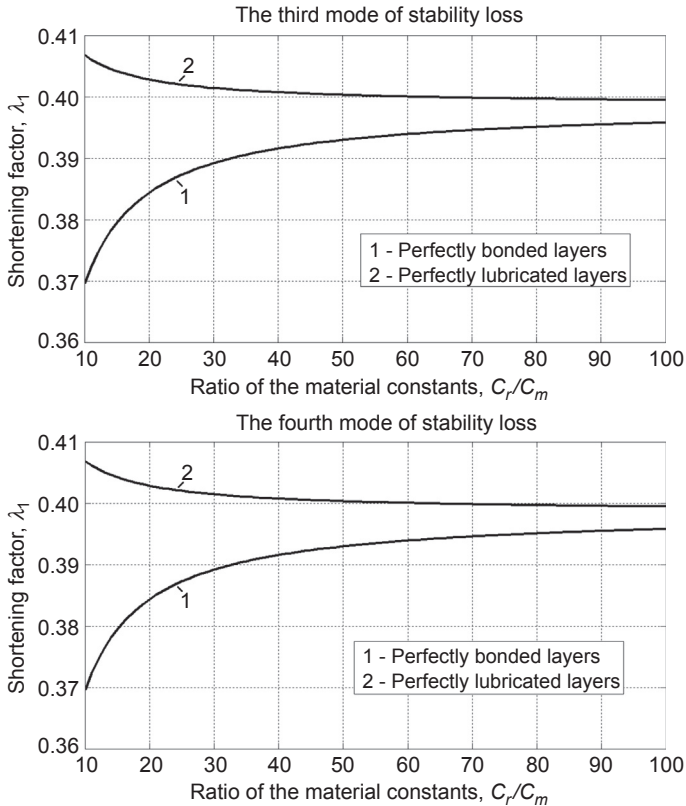 The third mode of stability loss
0.41
0.40
0.39
0.38
0.37
0.36
Shortening factor, λ1
2
1
1 - Perfectly bonded layers
2 - Perfectly lubricated layers
10 20 30 40 50 60 70 80 90 100
Ratio of the material constants, Cr/Cm
The fourth mode of stability loss
0.41
0.40
0.39
0.38
0.37
0.36
Shortening factor, λ1
2
1
1 - Perfectly bonded layers
2 - Perfectly lubricated layers
10 20 30 40 50 60 70 80 90 100
Ratio of the material constants, Cr/Cm